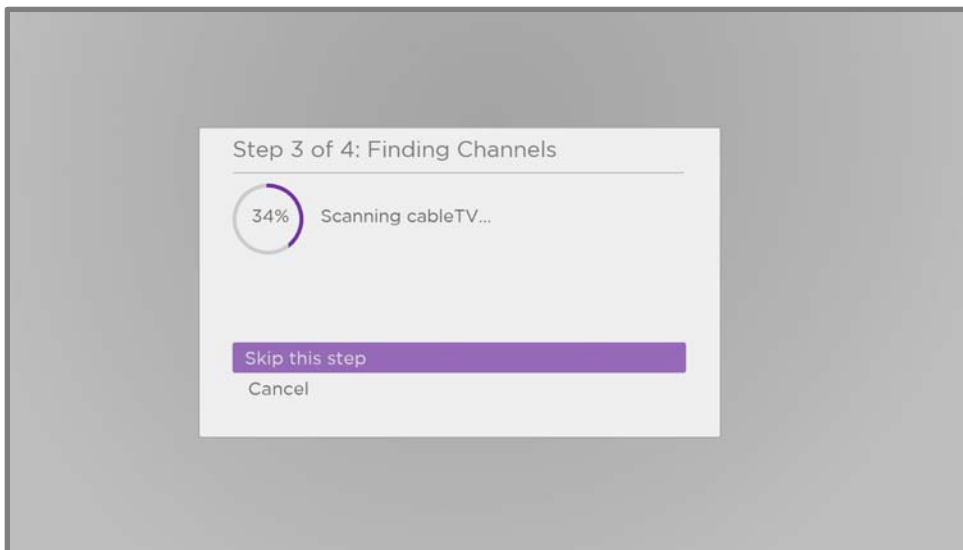 Step 3 of 4: Finding Channels
34% Scanning cableTV...
Skip this step
Cancel